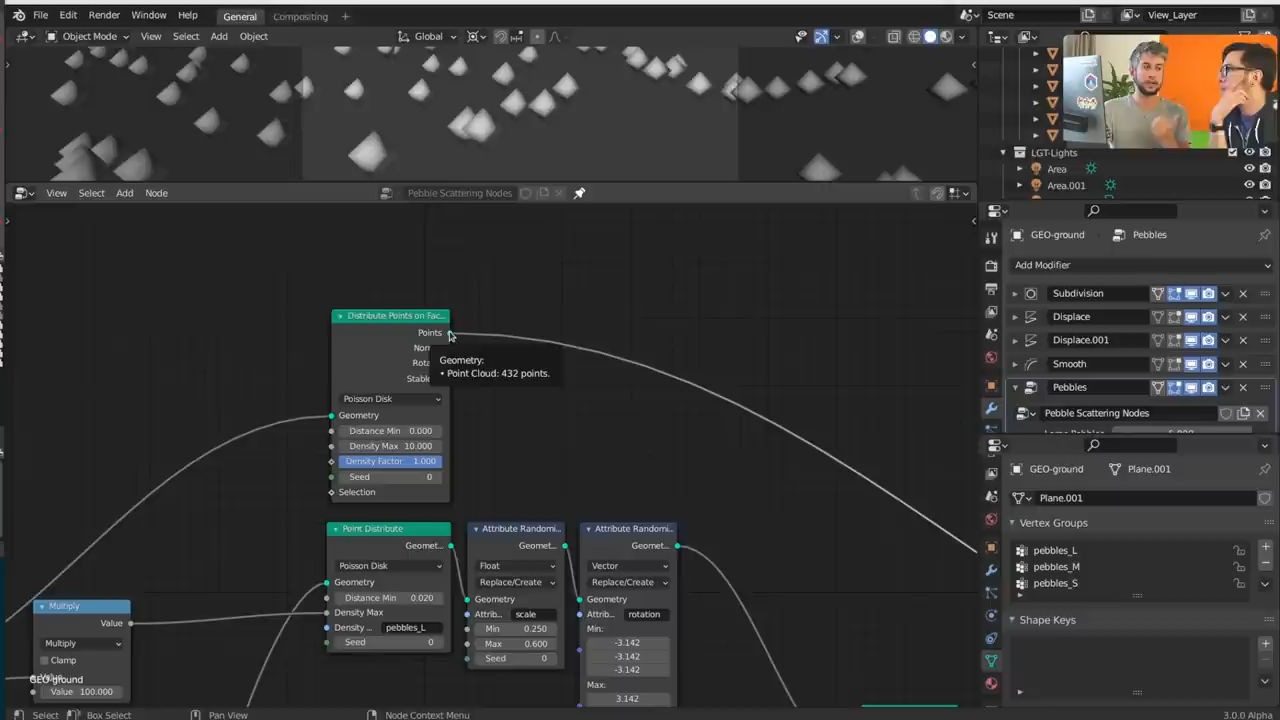 File Edit Render Window Help General Compositing + Scene View_Layer
Object Mode View Select Add Object Global
LGT-Lights
Area
Area.001
View Select Add Node Pebble Scattering Nodes
GEO-ground Pebbles
Add Modifier
Subdivision
Displace
Displace.001
Smooth
Pebbles
Pebble Scattering Nodes
Distribute Points on Fac...
Points
Geometry:
• Point Cloud: 432 points.
Poisson Disk
Geometry
Distance Min 0.000
Density Max 10.000
Density Factor 1.000
Seed 0
Selection
GEO-ground Plane.001
Plane.001
Vertex Groups
pebbles_L
pebbles_M
pebbles_S
Shape Keys
Point Distribute
Geomet...
Poisson Disk
Geometry
Distance Min 0.020
Density Max
Density... pebbles_L
Seed 0
Attribute Randomi...
Geomet...
Float
Replace/Create
Geometry
Attrib... scale
Min 0.250
Max 0.600
Seed 0
Attribute Randomi...
Geomet...
Vector
Replace/Create
Geometry
Attrib... rotation
Min:
-3.142
-3.142
-3.142
Max:
3.142
Multiply
Value
Multiply
Clamp
GEO-ground
Value 100.000
Select Box Select Pan View Node Context Menu 3.0.0 Alpha